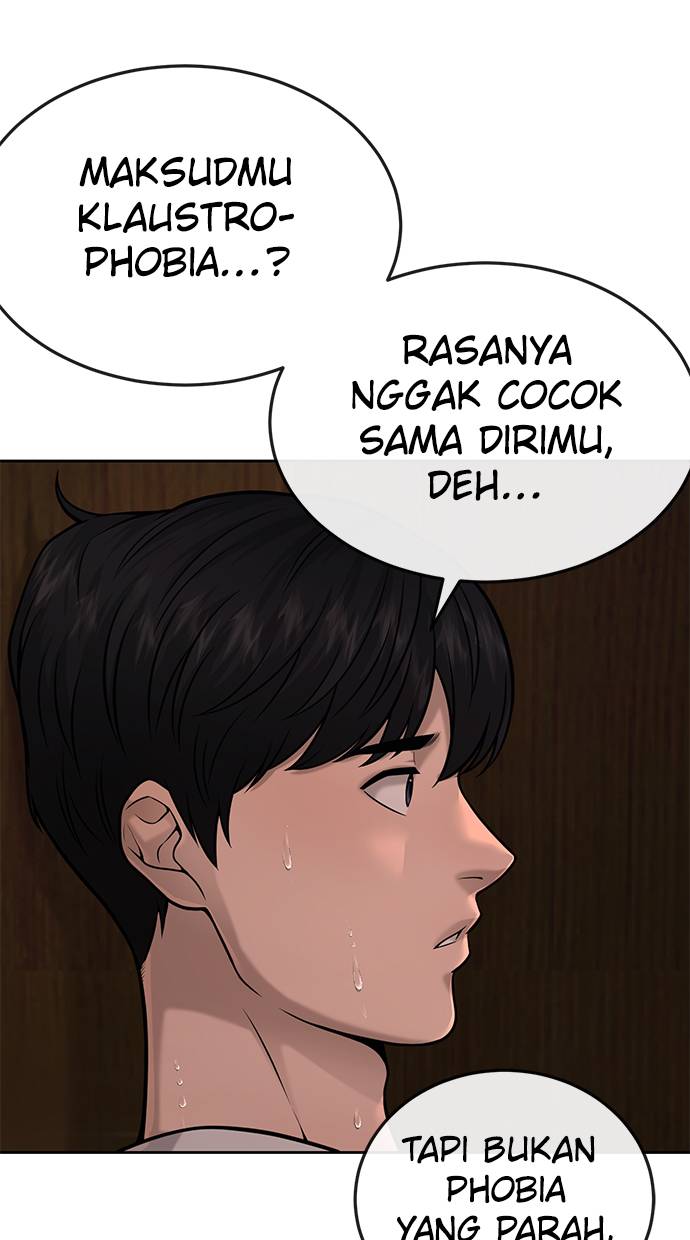 MAKSUDMU
KLAUSTRO-
PHOBIA...?
RASANYA
NGGAK COCOK
SAMA DIRIMU,
DEH...
TAPI BUKAN
PHOBIA
YANG PARAH,